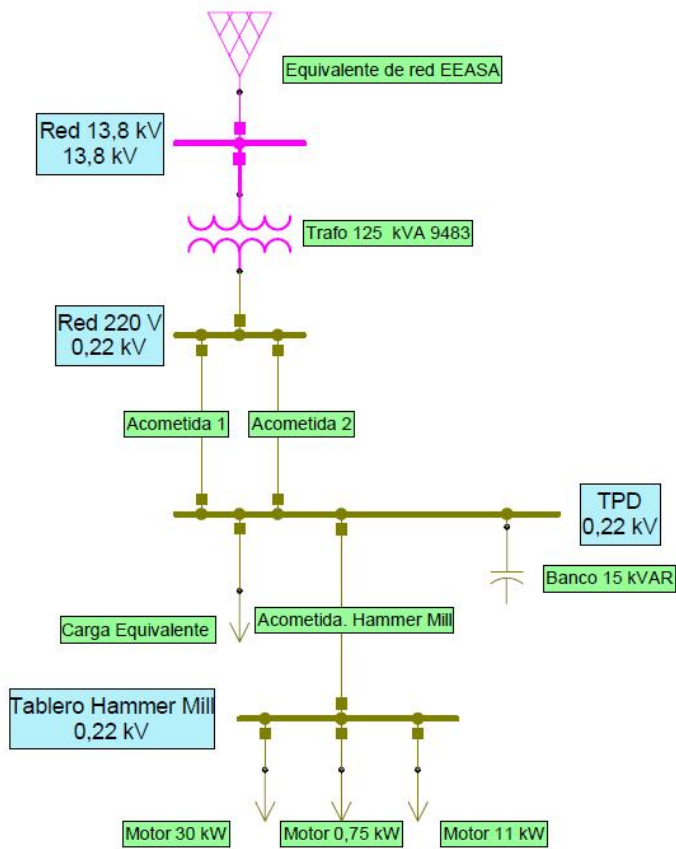 Equivalente de red EEASA
Red 13,8 kV
13,8 kV
Trafo 125 kVA 9483
Red 220 V
0,22 kV
Acometida 1
Acometida 2
TPD
0,22 kV
Banco 15 kVAR
Carga Equivalente
Acometida. Hammer Mill
Tablero Hammer Mill
0,22 kV
Motor 30 kW
Motor 0,75 kW
Motor 11 kW